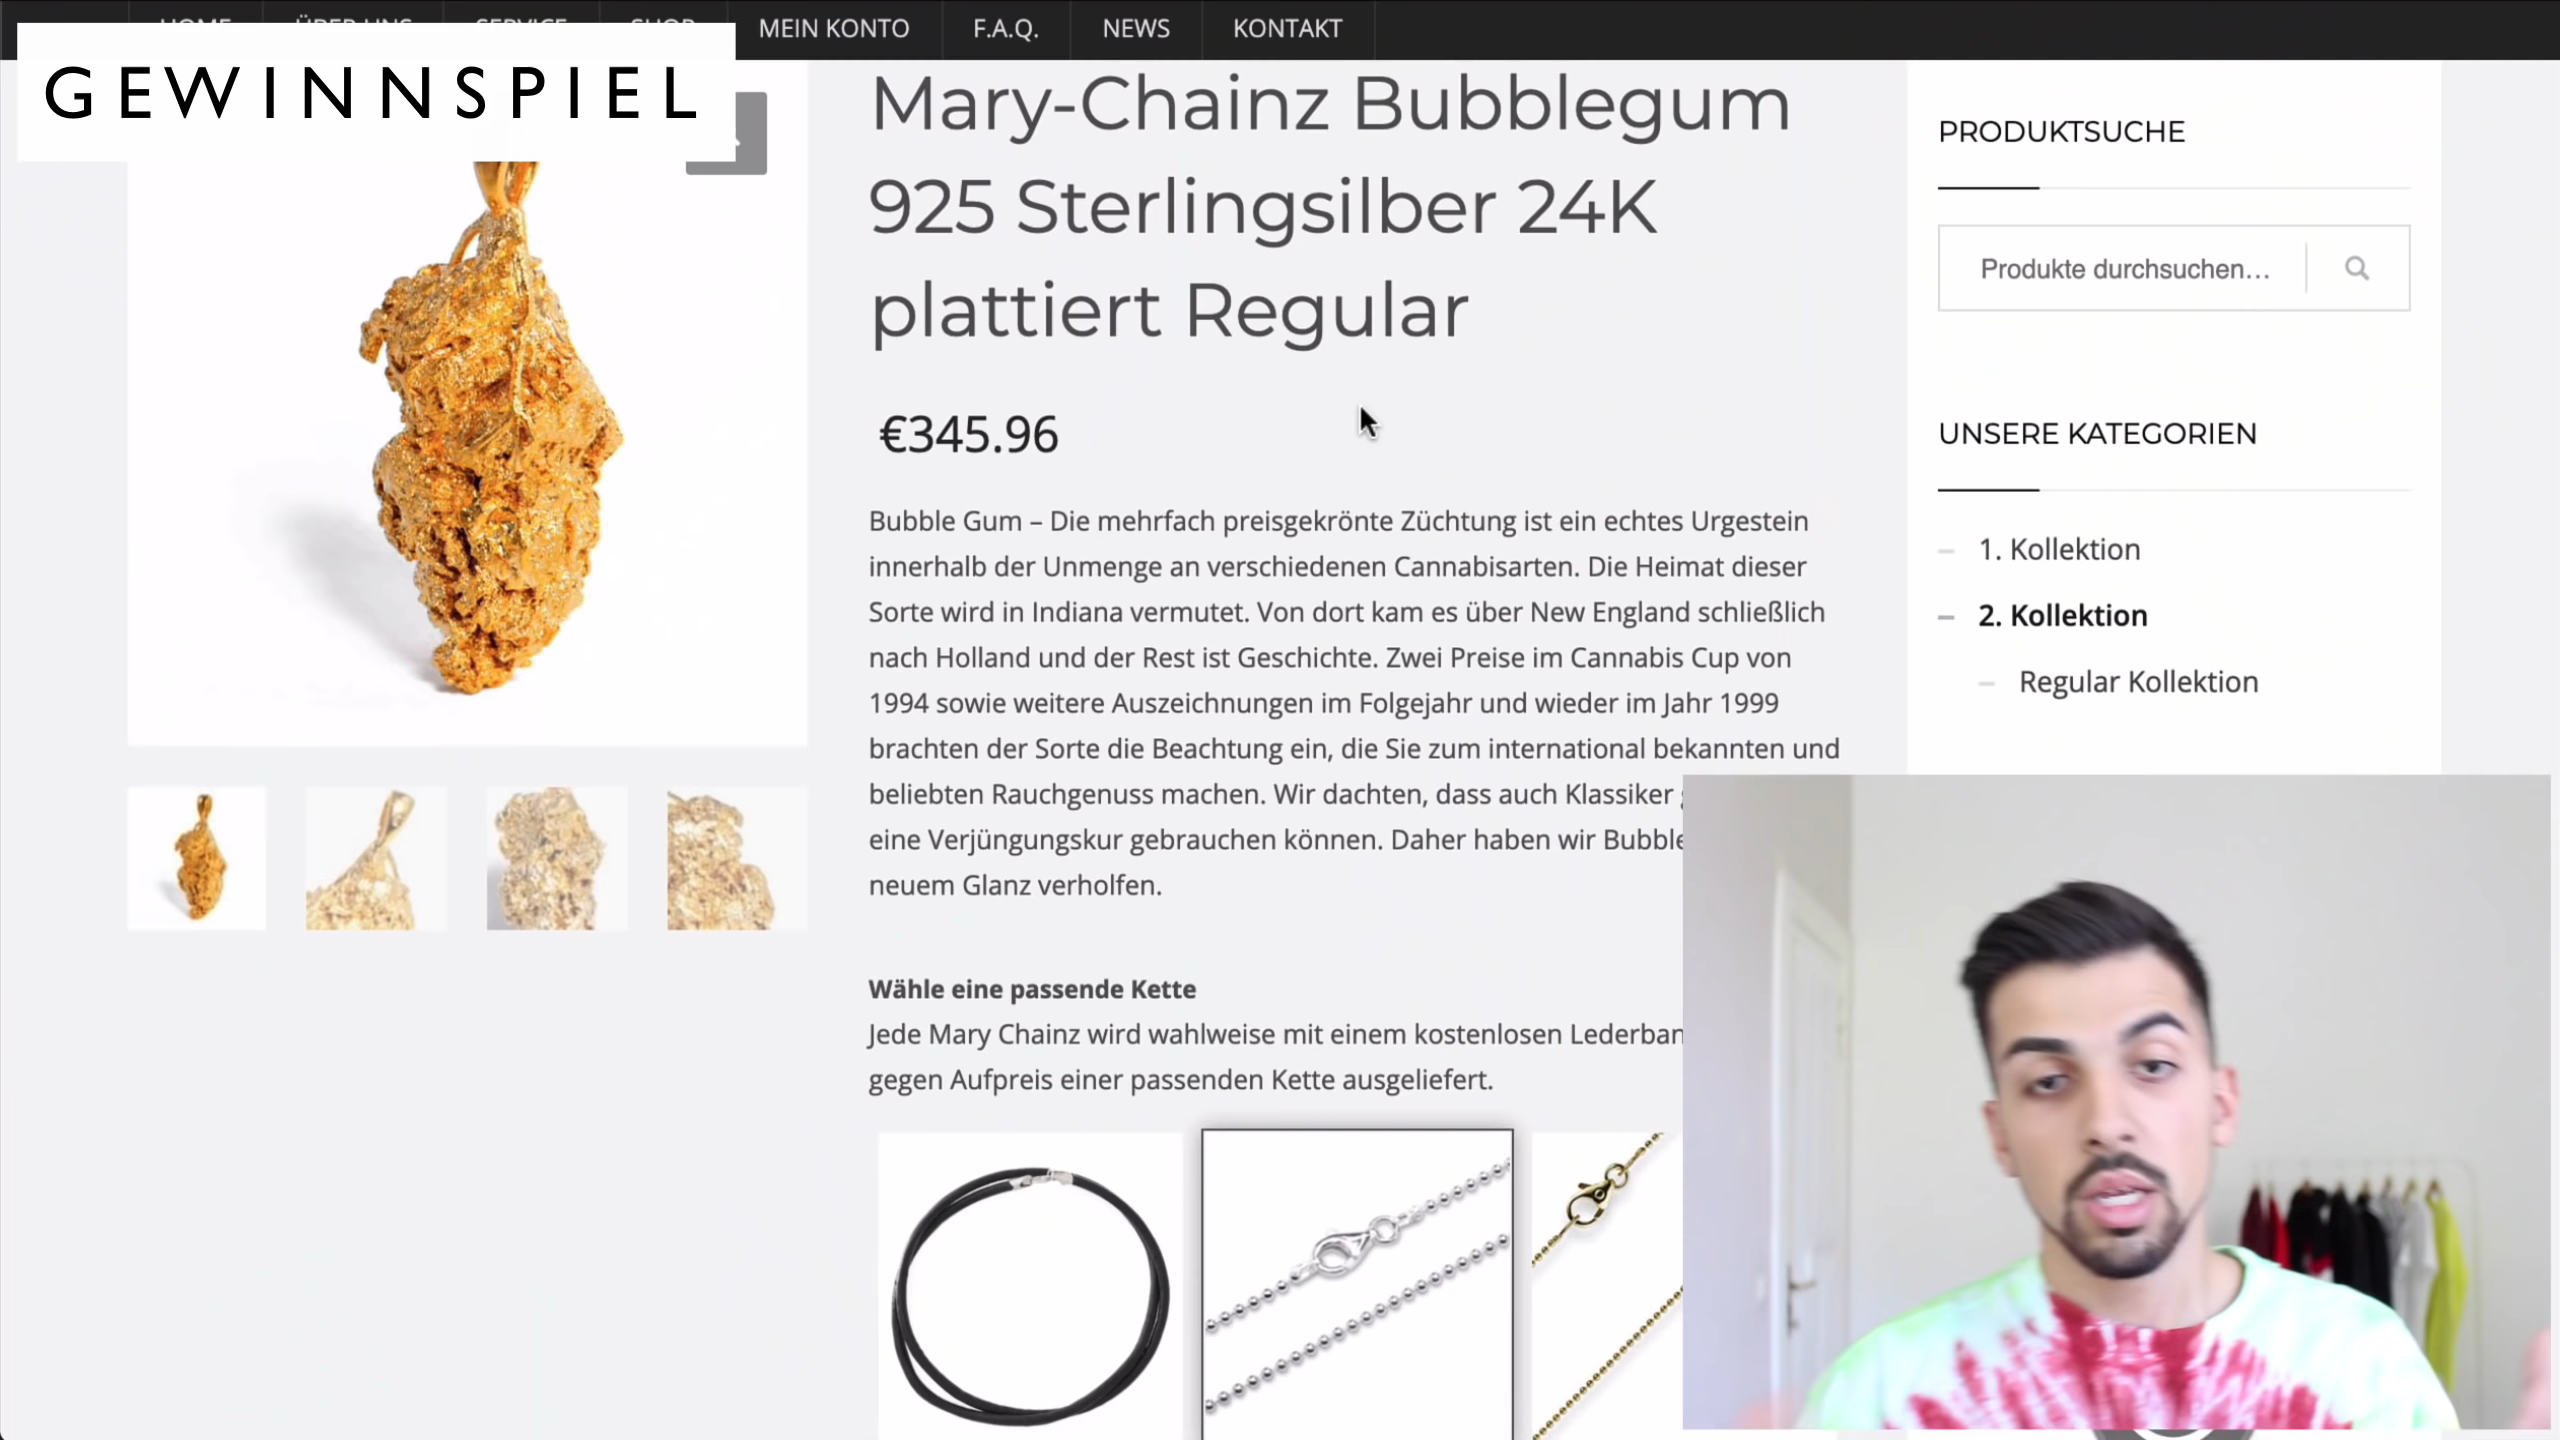 HOME ÜBER UNS SERVICE SHOP MEIN KONTO F.A.Q. NEWS KONTAKT
GEWINNSPIEL
Mary-Chainz Bubblegum
925 Sterlingsilber 24K
plattiert Regular
€345.96
Bubble Gum – Die mehrfach preisgekrönte Züchtung ist ein echtes Urgestein
innerhalb der Unmenge an verschiedenen Cannabisarten. Die Heimat dieser
Sorte wird in Indiana vermutet. Von dort kam es über New England schließlich
nach Holland und der Rest ist Geschichte. Zwei Preise im Cannabis Cup von
1994 sowie weitere Auszeichnungen im Folgejahr und wieder im Jahr 1999
brachten der Sorte die Beachtung ein, die Sie zum international bekannten und
beliebten Rauchgenuss machen. Wir dachten, dass auch Klassiker
eine Verjüngungskur gebrauchen können. Daher haben wir Bubble
neuem Glanz verholfen.
Wähle eine passende Kette
Jede Mary Chainz wird wahlweise mit einem kostenlosen Lederban
gegen Aufpreis einer passenden Kette ausgeliefert.
PRODUKTSUCHE
Produkte durchsuchen…
UNSERE KATEGORIEN
1. Kollektion
2. Kollektion
Regular Kollektion